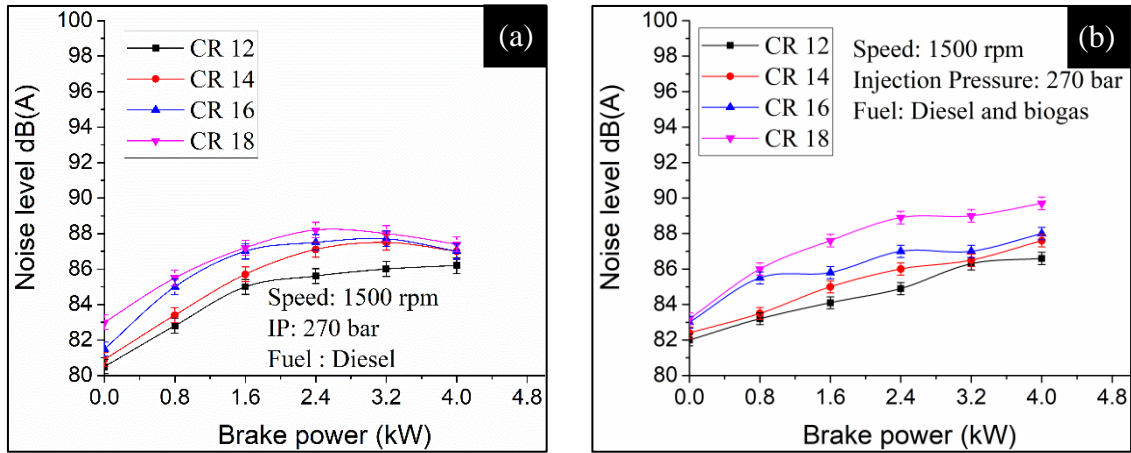 (a)
100
98
96
94
92
90
88
86
84
82
80
Noise level dB(A)
CR 12
CR 14
CR 16
CR 18
Speed: 1500 rpm
IP: 270 bar
Fuel : Diesel
0.0 0.8 1.6 2.4 3.2 4.0 4.8
Brake power (kW)
(b)
100
98
96
94
92
90
88
86
84
82
80
Noise level dB(A)
CR 12
CR 14
CR 16
CR 18
Speed: 1500 rpm
Injection Pressure: 270 bar
Fuel: Diesel and biogas
0.0 0.8 1.6 2.4 3.2 4.0 4.8
Brake power (kW)